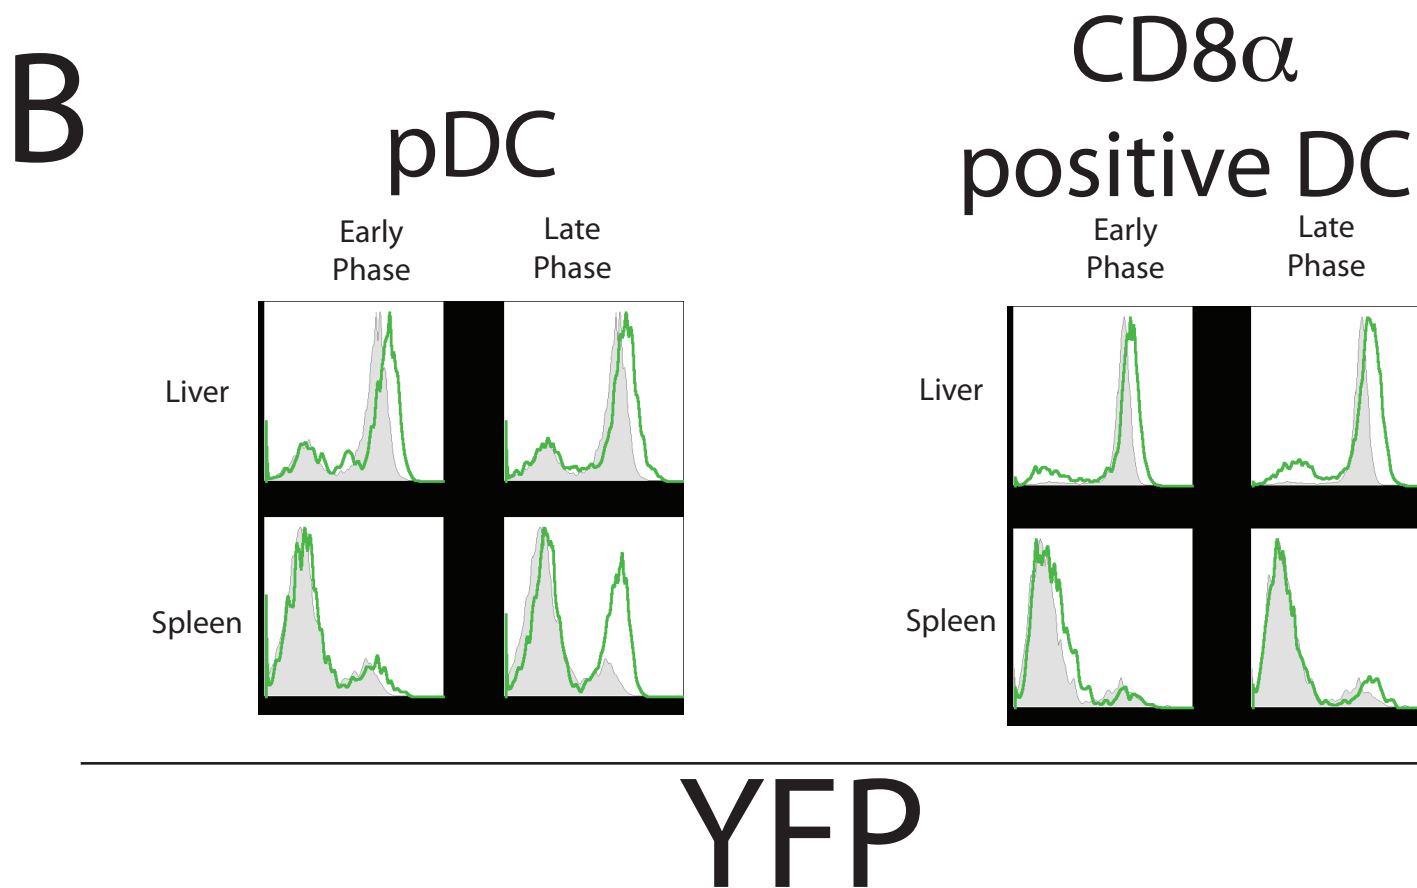 B
pDC
CD8α
positive DC
Early
Phase
Late
Phase
Early
Phase
Late
Phase
Liver
Liver
Spleen
Spleen
YFP